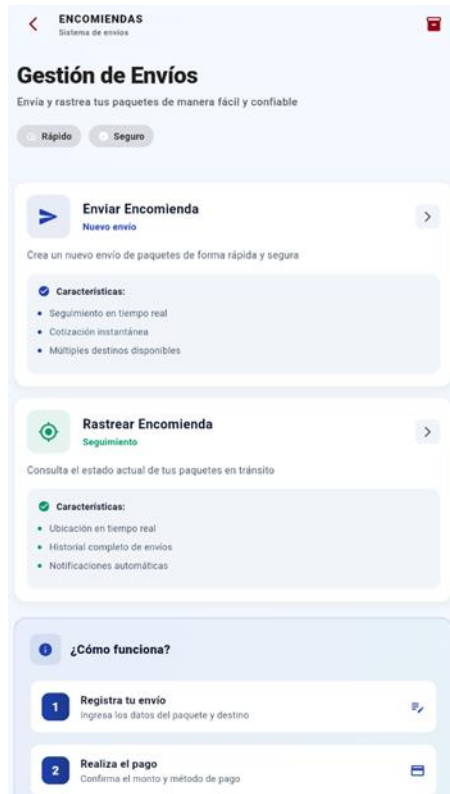 ENCOMIENDAS
Sistema de envíos
Gestión de Envíos
Envía y rastrea tus paquetes de manera fácil y confiable
Rápido
Seguro
Enviar Encomienda
Nuevo envío
Crea un nuevo envío de paquetes de forma rápida y segura
Características:
Seguimiento en tiempo real
Cotización instantánea
Múltiples destinos disponibles
Rastrear Encomienda
Seguimiento
Consulta el estado actual de tus paquetes en tránsito
Características:
Ubicación en tiempo real
Historial completo de envíos
Notificaciones automáticas
¿Cómo funciona?
1
Registra tu envío
Ingresa los datos del paquete y destino
2
Realiza el pago
Confirma el monto y método de pago